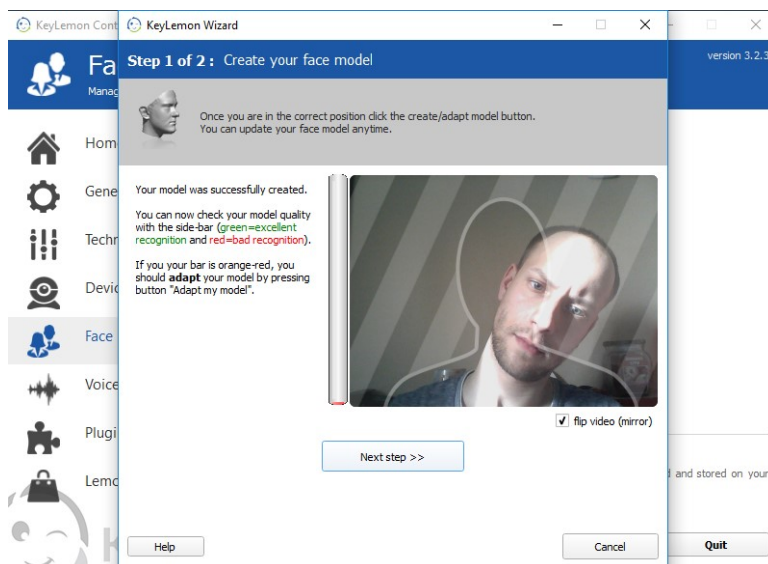 KeyLemon Cont
KeyLemon Wizard
Step 1 of 2 : Create your face model
version 3.2.3
Once you are in the correct position click the create/adapt model button.
You can update your face model anytime.
Your model was successfully created.
You can now check your model quality
with the side-bar (green=excellent
recognition and red=bad recognition).
If you your bar is orange-red, you
should adapt your model by pressing
button "Adapt my model".
flip video (mirror)
Next step >>
Help
Cancel
Fa
Manag
Hom
Gene
Techn
Devic
Face
Voice
Plugi
Lemo
and stored on your
Quit